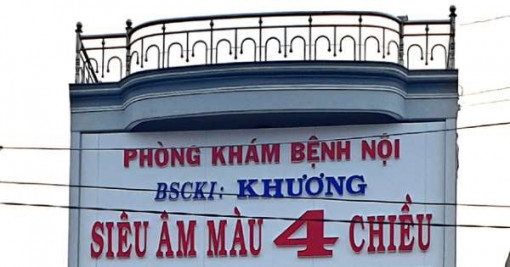 PHÒNG KHÁM BỆNH NỘI
BSCKI: KHƯƠNG
SIÊU ÂM MÀU 4 CHIỀU